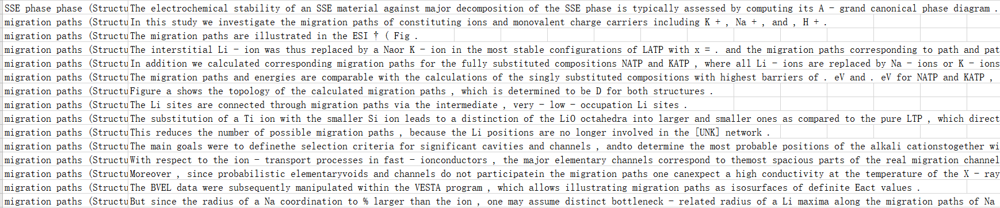 SSE phase phase (Structu The electrochemical stability of an SSE material against major decomposition of the SSE phase is typically assessed by computing its A - grand canonical phase diagram .
migration paths (Structu In this study we investigate the migration paths of constituting ions and monovalent charge carriers including K + , Na + , and , H + .
migration paths (Structu The migration paths are illustrated in the ESI † ( Fig .
migration paths (Structu The interstitial Li - ion was thus replaced by a Naor K - ion in the most stable configurations of LATP with x = . and the migration paths corresponding to path and pat
migration paths (Structu In addition we calculated corresponding migration paths for the fully substituted compositions NATP and KATP , where all Li - ions are replaced by Na - ions or K - ions
migration paths (Structu The migration paths and energies are comparable with the calculations of the singly substituted compositions with highest barriers of . eV and . eV for NATP and KATP ,
migration paths (Structu Figure a shows the topology of the calculated migration paths , which is determined to be D for both structures .
migration paths (Structu The Li sites are connected through migration paths via the intermediate , very - low - occupation Li sites .
migration paths (Structu The substitution of a Ti ion with the smaller Si ion leads to a distinction of the LiO octahedra into larger and smaller ones as compared to the pure LTP , which direct
migration paths (Structu This reduces the number of possible migration paths , because the Li positions are no longer involved in the [UNK] network .
migration paths (Structu The main goals were to definethe selection criteria for significant cavities and channels , andto determine the most probable positions of the alkali cationstogether wi
migration paths (Structu With respect to the ion - transport processes in fast - ionconductors , the major elementary channels correspond to themost spacious parts of the real migration channel
migration paths (Structu Moreover , since probabilistic elementaryvoids and channels do not participatein the migration paths one canexpect a high conductivity at the temperature of the X - ray
migration paths (Structu The BVEL data were subsequently manipulated within the VESTA program , which allows illustrating migration paths as isosurfaces of definite Eact values .
migration paths (Structu But since the radius of a Na coordination to % larger than the ion , one may assume distinct bottleneck - related radius of a Li maxima along the migration paths of Na